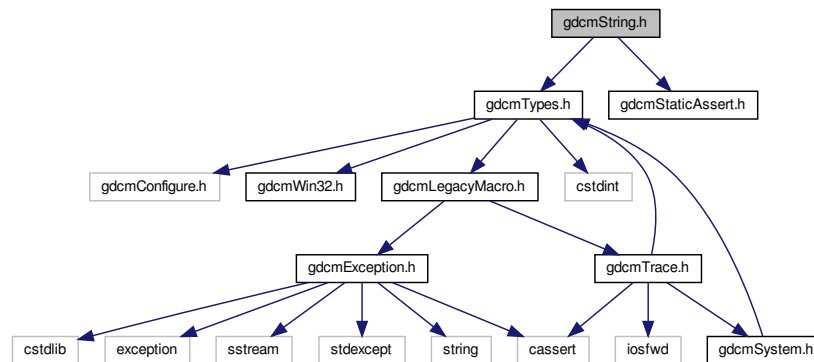 gdcmString.h
gdcmTypes.h
gdcmStaticAssert.h
gdcmConfigure.h
gdcmWin32.h
gdcmLegacyMacro.h
cstdint
gdcmException.h
gdcmTrace.h
cstdlib
exception
sstream
stdexcept
string
cassert
iosfwd
gdcmSystem.h